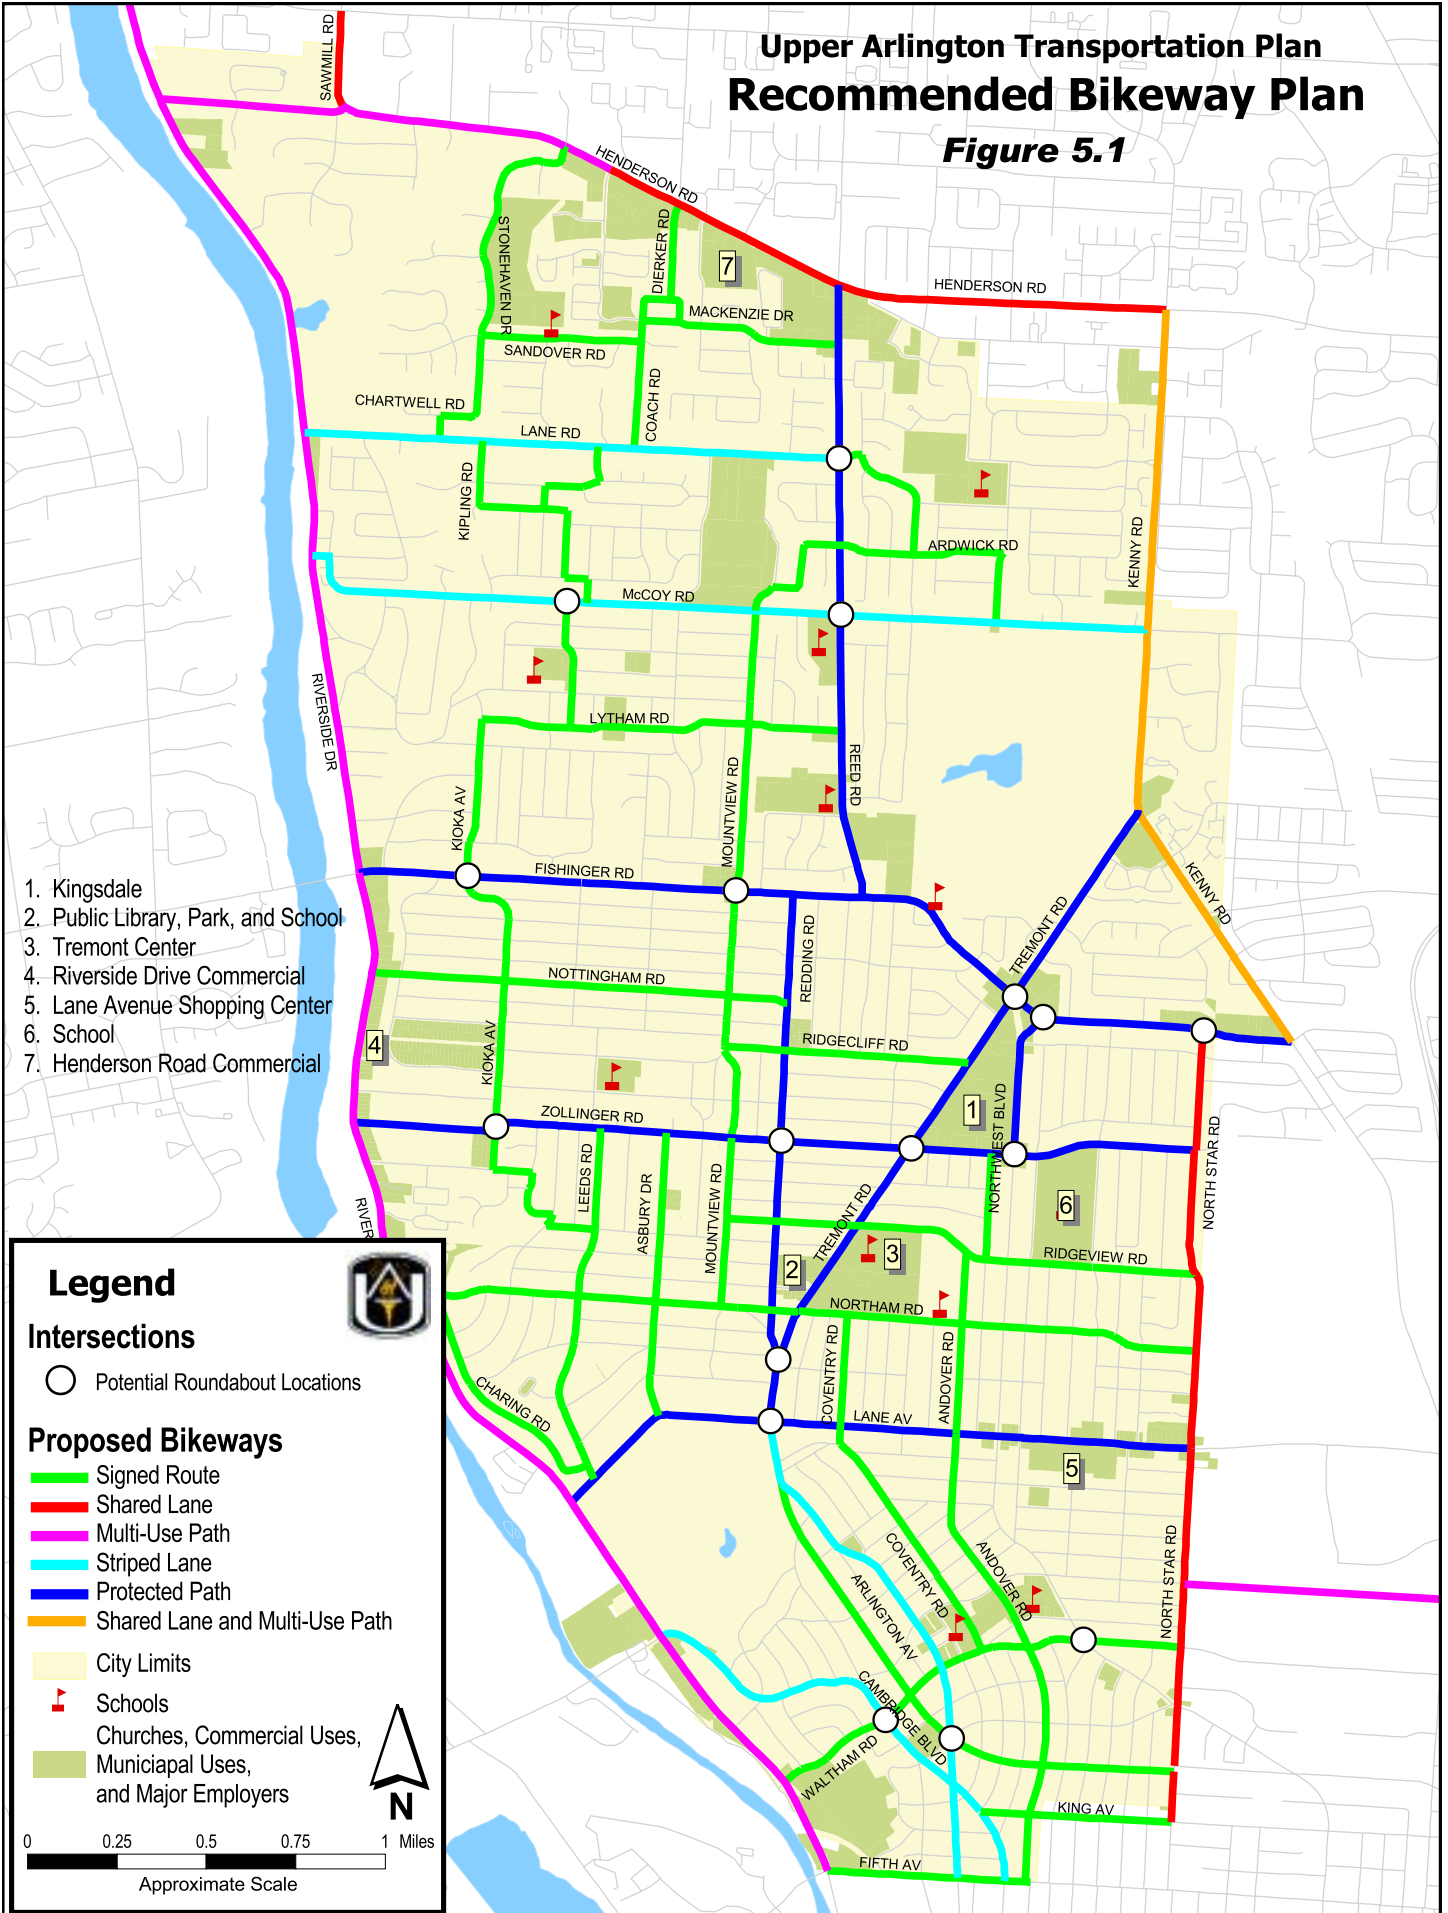 Upper Arlington Transportation Plan
Recommended Bikeway Plan
Figure 5.1
SAWMILL RD
HENDERSON RD
HENDERSON RD
STONEHAVEN DR
DIERKER RD
7
MACKENZIE DR
SANDOVER RD
COACH RD
CHARTWELL RD
LANE RD
KIPLING RD
KENNY RD
ARDWICK RD
McCOY RD
RIVERSIDE DR
LYTHAM RD
REED RD
MOUNTVIEW RD
KIOKA AV
FISHINGER RD
KENNY RD
TREMONT RD
REDDING RD
NOTTINGHAM RD
1. Kingsdale
2. Public Library, Park, and School
3. Tremont Center
4. Riverside Drive Commercial
5. Lane Avenue Shopping Center
6. School
7. Henderson Road Commercial
4
KIOKA AV
RIDGECLIFF RD
1
NORTHWEST BLVD
ZOLLINGER RD
NORTH STAR RD
LEEDS RD
ASBURY DR
MOUNTVIEW RD
TREMONT RD
6
RIVER
2
3
RIDGEVIEW RD
NORTHAM RD
COVENTRY RD
ANDOVER RD
CHARING RD
LANE AV
5
NORTH STAR RD
COVENTRY RD
ANDOVER RD
ARLINGTON AV
CAMBRIDGE BLVD
WALTHAM RD
KING AV
FIFTH AV
Legend
Intersections
Potential Roundabout Locations
Proposed Bikeways
Signed Route
Shared Lane
Multi-Use Path
Striped Lane
Protected Path
Shared Lane and Multi-Use Path
City Limits
Schools
Churches, Commercial Uses,
Municiapal Uses,
and Major Employers
N
0 0.25 0.5 0.75 1 Miles
Approximate Scale